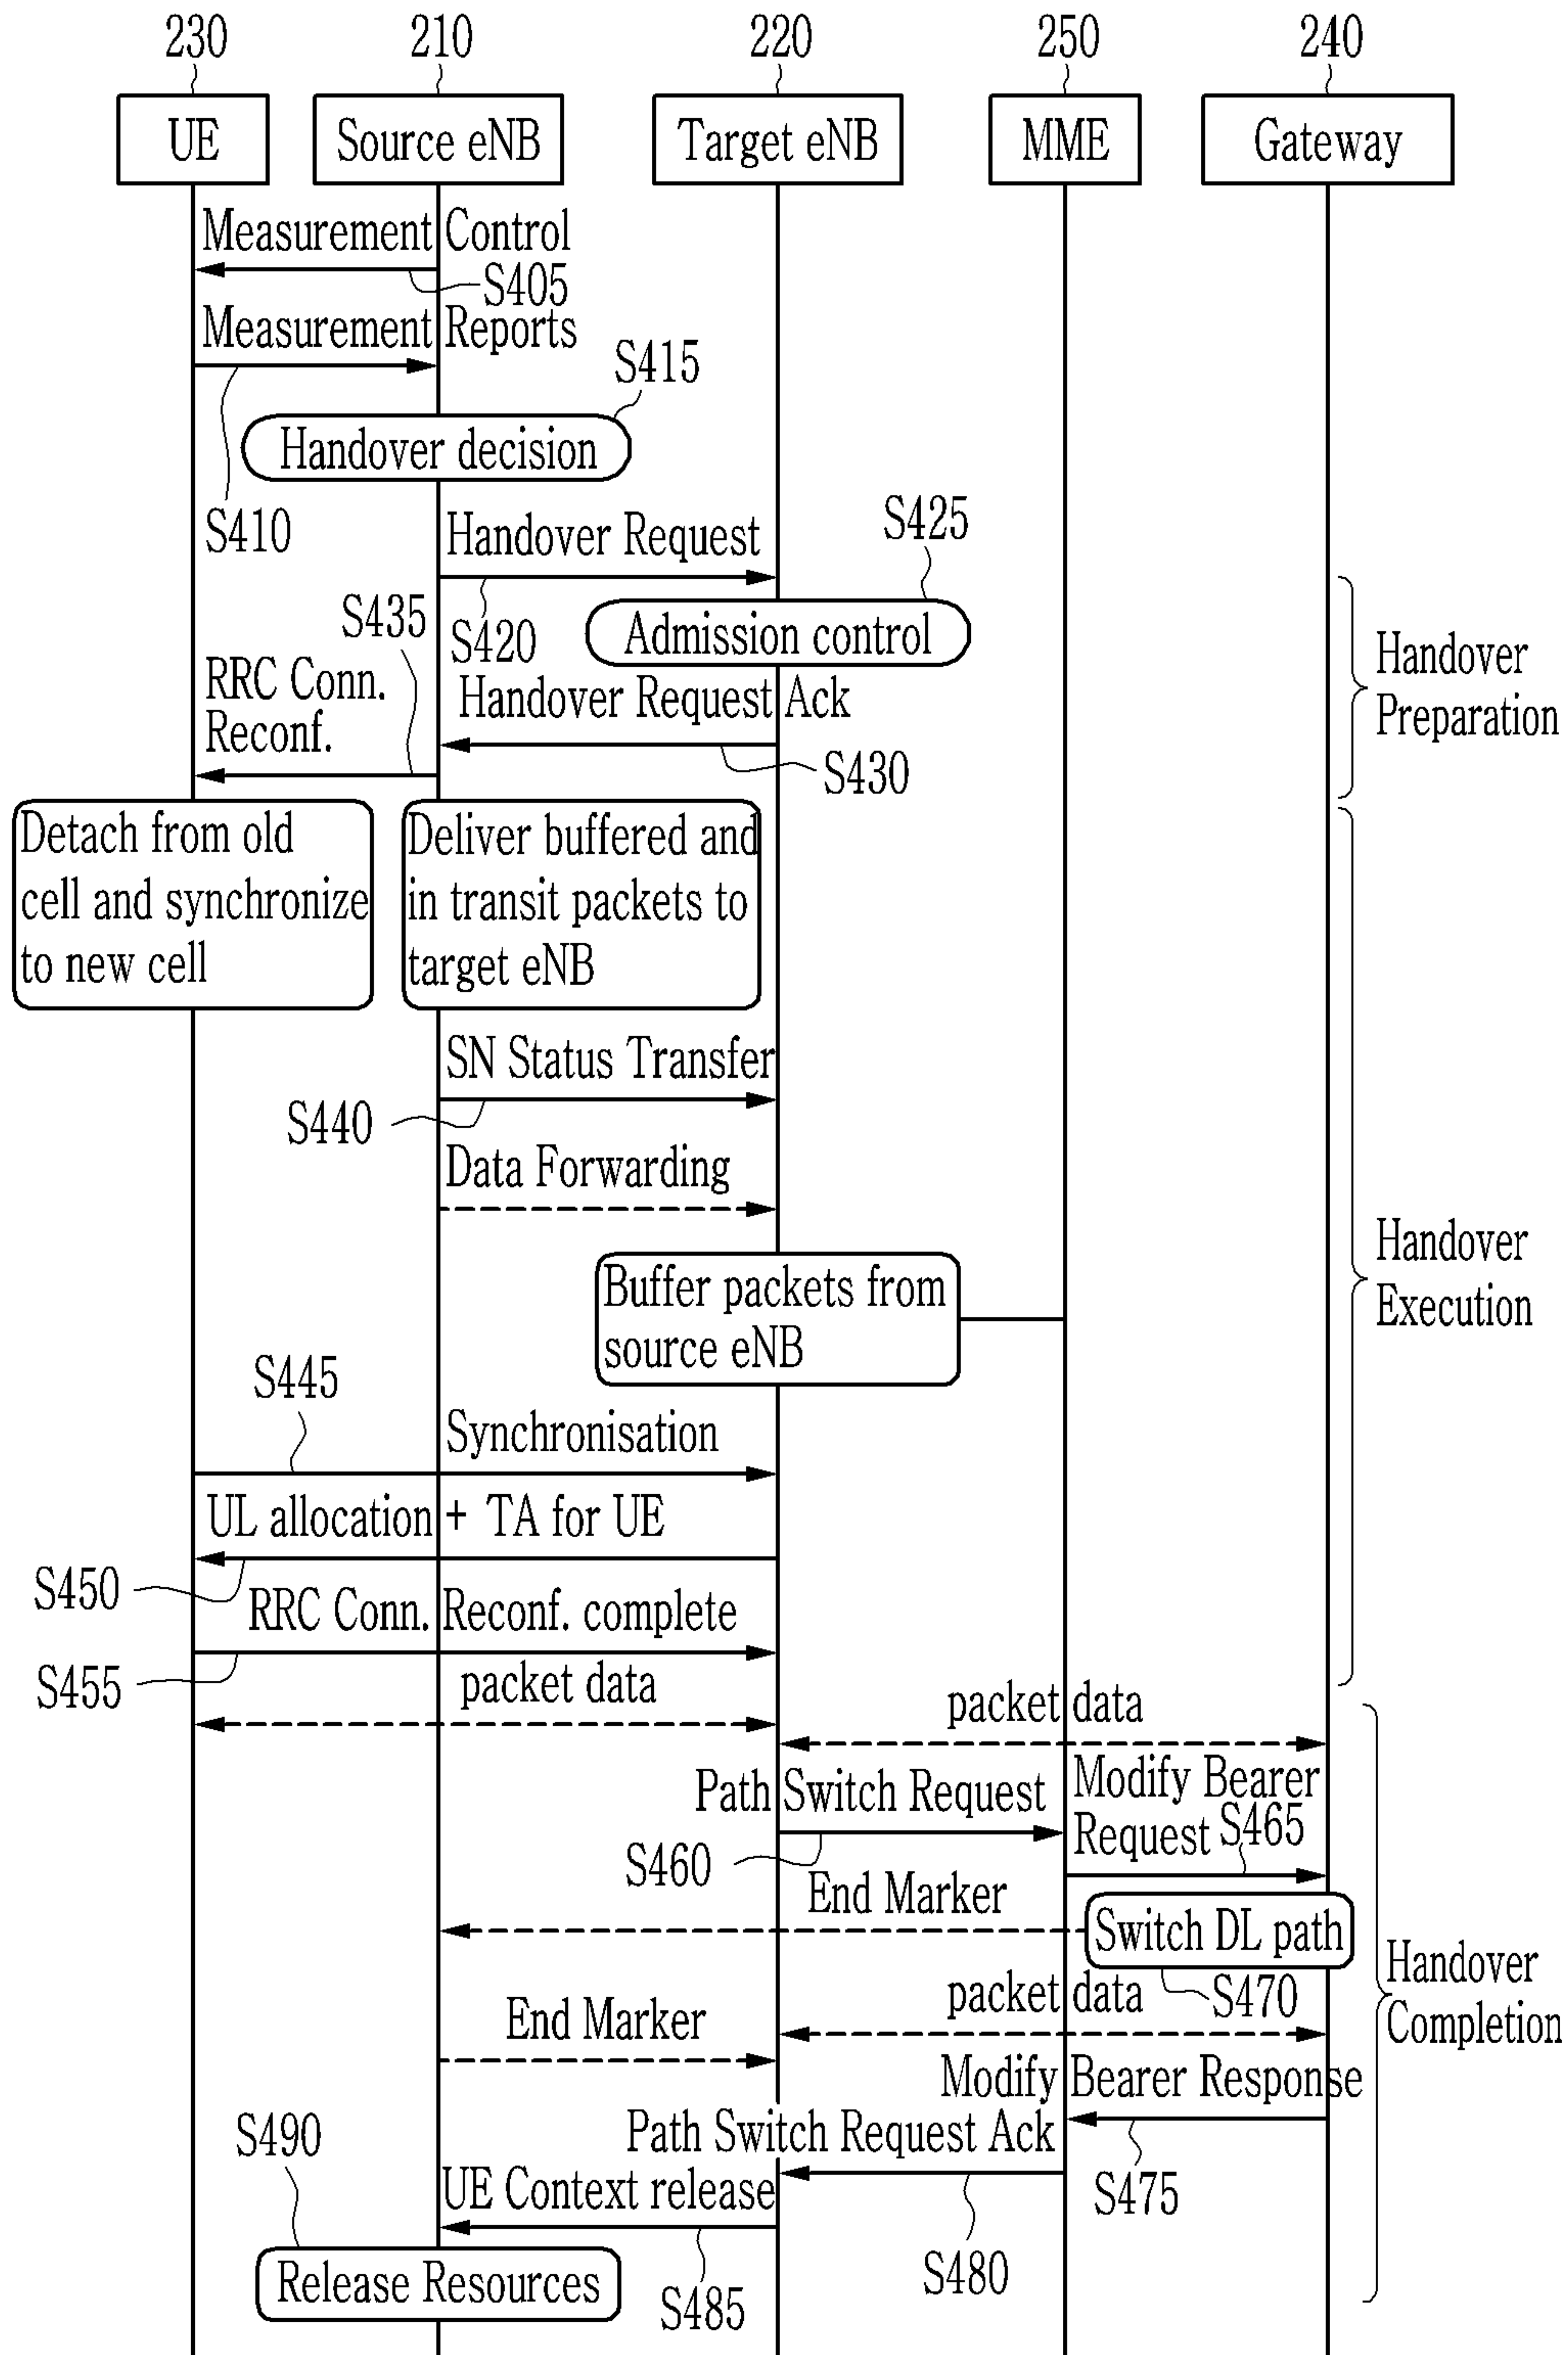 230
210
220
250
240
UE
Source eNB
Target eNB
MME
Gateway
Measurement Control
S405
Measurement Reports
S415
Handover decision
S410
S425
Handover Request
S435
S420
Admission control
Handover
Preparation
RRC Conn.
Reconf.
Handover Request Ack
S430
Detach from old
cell and synchronize
to new cell
Deliver buffered and
in transit packets to
target eNB
SN Status Transfer
S440
Data Forwarding
Handover
Execution
Buffer packets from
source eNB
S445
Synchronisation
UL allocation + TA for UE
S450
RRC Conn. Reconf. complete
S455
packet data
packet data
Path Switch Request
Modify Bearer
Request
S465
S460
End Marker
Switch DL path
Handover
Completion
packet data
S470
End Marker
Modify Bearer Response
S490
Path Switch Request Ack
S475
UE Context release
S480
Release Resources
S485